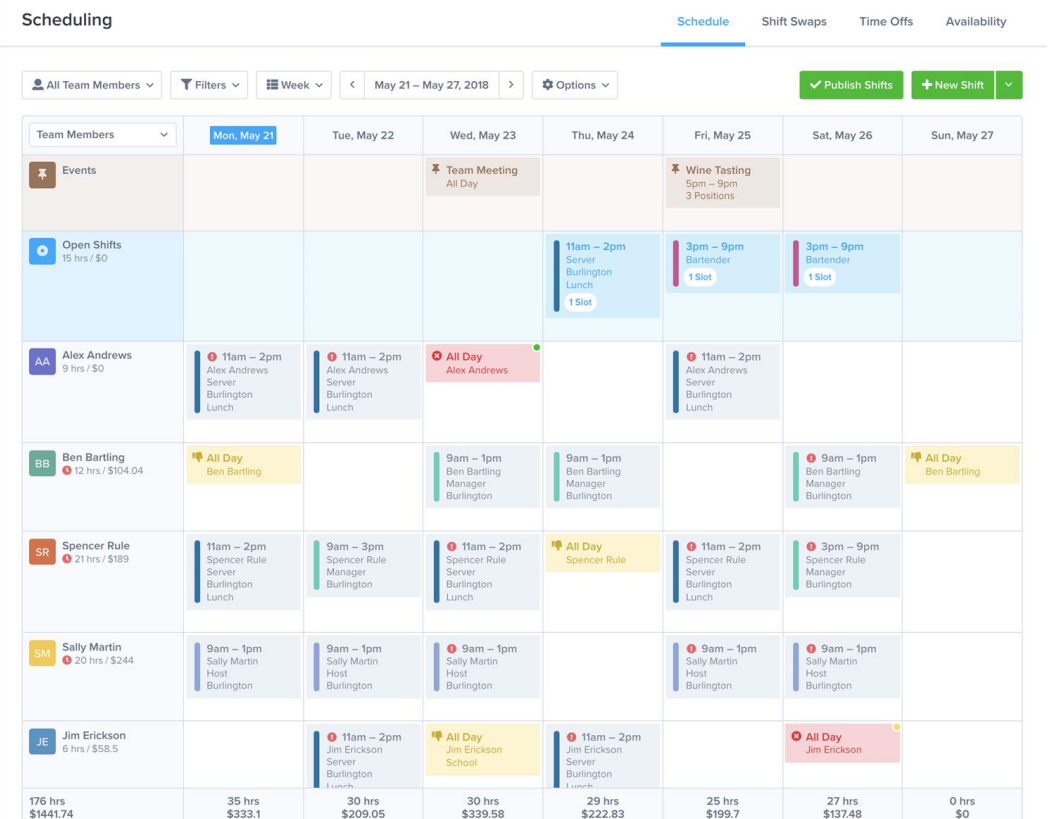 Scheduling
Schedule
Shift Swaps
Time Offs
Availability
All Team Members
Filters
Week
May 21 – May 27, 2018
Options
Publish Shifts
New Shift
Team Members
Mon, May 21
Tue, May 22
Wed, May 23
Thu, May 24
Fri, May 25
Sat, May 26
Sun, May 27
Events
Team Meeting
All Day
Wine Tasting
5pm – 9pm
3 Positions
Open Shifts
15 hrs / $0
11am – 2pm
Server
Burlington
Lunch
1 Slot
3pm – 9pm
Bartender
1 Slot
3pm – 9pm
Bartender
1 Slot
AA
Alex Andrews
9 hrs / $0
11am – 2pm
Alex Andrews
Server
Burlington
Lunch
11am – 2pm
Alex Andrews
Server
Burlington
Lunch
All Day
Alex Andrews
11am – 2pm
Alex Andrews
Server
Burlington
Lunch
BB
Ben Bartling
12 hrs / $104.04
All Day
Ben Bartling
9am – 1pm
Ben Bartling
Manager
Burlington
9am – 1pm
Ben Bartling
Manager
Burlington
9am – 1pm
Ben Bartling
Manager
Burlington
All Day
Ben Bartling
SR
Spencer Rule
21 hrs / $189
11am – 2pm
Spencer Rule
Server
Burlington
Lunch
9am – 3pm
Spencer Rule
Manager
Burlington
11am – 2pm
Spencer Rule
Server
Burlington
Lunch
All Day
Spencer Rule
11am – 2pm
Spencer Rule
Server
Burlington
Lunch
3pm – 9pm
Spencer Rule
Manager
Burlington
SM
Sally Martin
20 hrs / $244
9am – 1pm
Sally Martin
Host
Burlington
9am – 1pm
Sally Martin
Host
Burlington
9am – 1pm
Sally Martin
Host
Burlington
9am – 1pm
Sally Martin
Host
Burlington
9am – 1pm
Sally Martin
Host
Burlington
JE
Jim Erickson
6 hrs / $58.5
11am – 2pm
Jim Erickson
Server
Burlington
Lunch
All Day
Jim Erickson
School
11am – 2pm
Jim Erickson
Server
Burlington
Lunch
All Day
Jim Erickson
176 hrs
$1441.74
35 hrs
$333.1
30 hrs
$209.05
30 hrs
$339.58
29 hrs
$222.83
25 hrs
$199.7
27 hrs
$137.48
0 hrs
$0